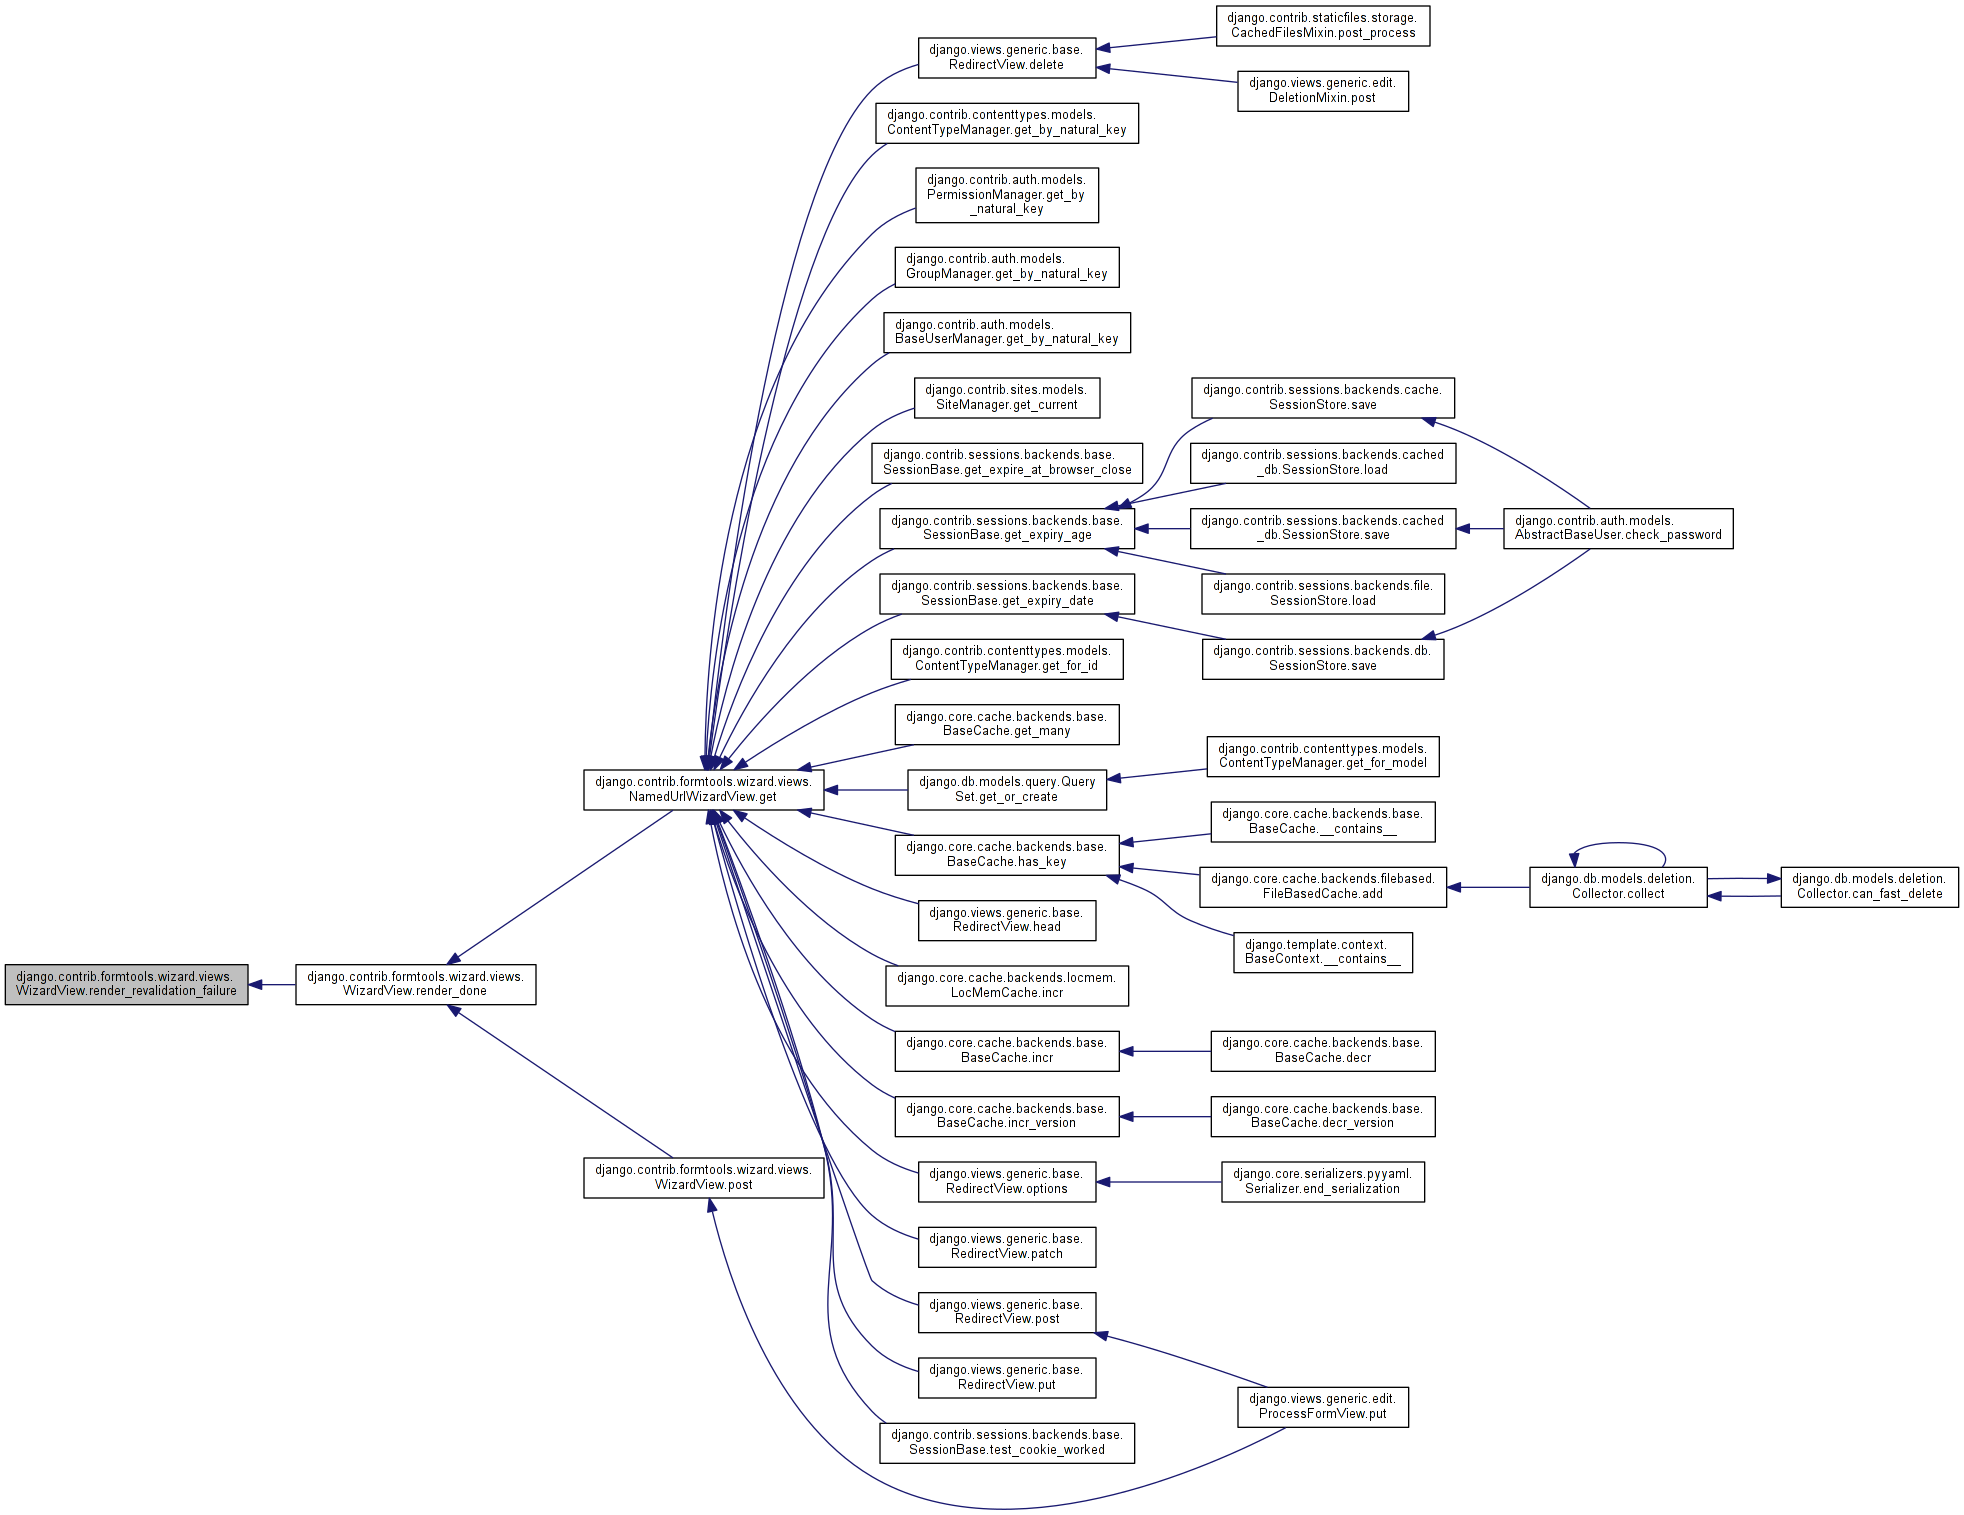 django.contrib.formtools.wizard.views.
WizardView.render_revalidation_failure
django.contrib.formtools.wizard.views.
WizardView.render_done
django.contrib.formtools.wizard.views.
NamedUrlWizardView.get
django.contrib.formtools.wizard.views.
WizardView.post
django.views.generic.base.
RedirectView.delete
django.contrib.contenttypes.models.
ContentTypeManager.get_by_natural_key
django.contrib.auth.models.
PermissionManager.get_by
_natural_key
django.contrib.auth.models.
GroupManager.get_by_natural_key
django.contrib.auth.models.
BaseUserManager.get_by_natural_key
django.contrib.sites.models.
SiteManager.get_current
django.contrib.sessions.backends.base.
SessionBase.get_expire_at_browser_close
django.contrib.sessions.backends.base.
SessionBase.get_expiry_age
django.contrib.sessions.backends.base.
SessionBase.get_expiry_date
django.contrib.contenttypes.models.
ContentTypeManager.get_for_id
django.core.cache.backends.base.
BaseCache.get_many
django.db.models.query.Query
Set.get_or_create
django.core.cache.backends.base.
BaseCache.has_key
django.views.generic.base.
RedirectView.head
django.core.cache.backends.locmem.
LocMemCache.incr
django.core.cache.backends.base.
BaseCache.incr
django.core.cache.backends.base.
BaseCache.incr_version
django.views.generic.base.
RedirectView.options
django.views.generic.base.
RedirectView.patch
django.views.generic.base.
RedirectView.post
django.views.generic.base.
RedirectView.put
django.contrib.sessions.backends.base.
SessionBase.test_cookie_worked
django.contrib.staticfiles.storage.
CachedFilesMixin.post_process
django.views.generic.edit.
DeletionMixin.post
django.contrib.sessions.backends.cache.
SessionStore.save
django.contrib.sessions.backends.cached
_db.SessionStore.load
django.contrib.sessions.backends.cached
_db.SessionStore.save
django.contrib.sessions.backends.file.
SessionStore.load
django.contrib.sessions.backends.db.
SessionStore.save
django.contrib.contenttypes.models.
ContentTypeManager.get_for_model
django.core.cache.backends.base.
BaseCache.__contains__
django.core.cache.backends.filebased.
FileBasedCache.add
django.template.context.
BaseContext.__contains__
django.core.cache.backends.base.
BaseCache.decr
django.core.cache.backends.base.
BaseCache.decr_version
django.core.serializers.pyyaml.
Serializer.end_serialization
django.views.generic.edit.
ProcessFormView.put
django.contrib.auth.models.
AbstractBaseUser.check_password
django.db.models.deletion.
Collector.collect
django.db.models.deletion.
Collector.can_fast_delete